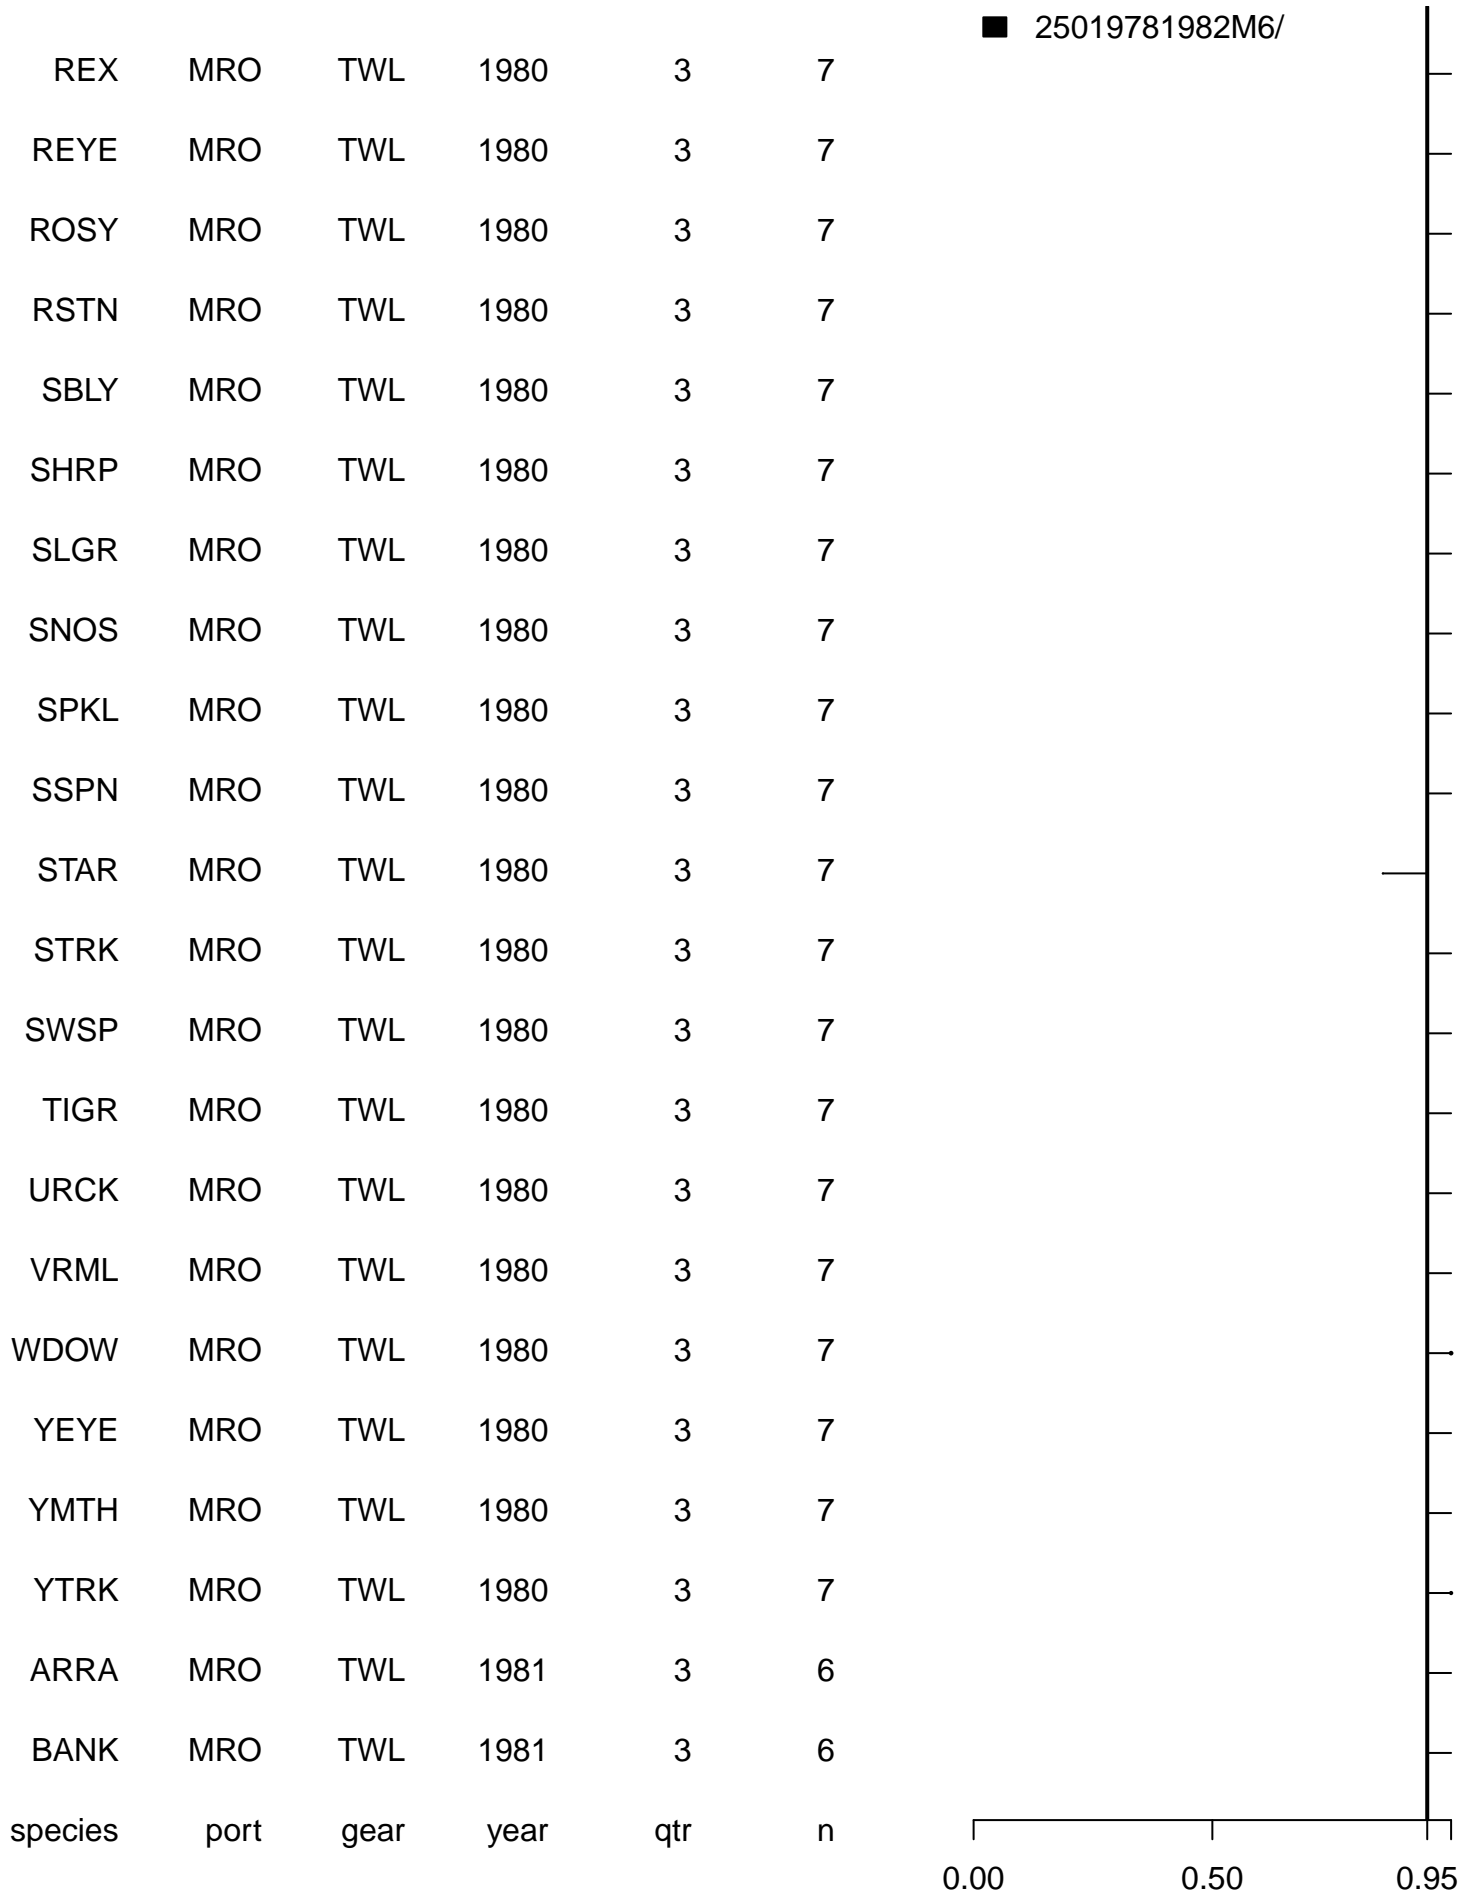 25019781982M6/
REX MRO TWL 1980 3 7
REYE MRO TWL 1980 3 7
ROSY MRO TWL 1980 3 7
RSTN MRO TWL 1980 3 7
SBLY MRO TWL 1980 3 7
SHRP MRO TWL 1980 3 7
SLGR MRO TWL 1980 3 7
SNOS MRO TWL 1980 3 7
SPKL MRO TWL 1980 3 7
SSPN MRO TWL 1980 3 7
STAR MRO TWL 1980 3 7
STRK MRO TWL 1980 3 7
SWSP MRO TWL 1980 3 7
TIGR MRO TWL 1980 3 7
URCK MRO TWL 1980 3 7
VRML MRO TWL 1980 3 7
WDOW MRO TWL 1980 3 7
YEYE MRO TWL 1980 3 7
YMTH MRO TWL 1980 3 7
YTRK MRO TWL 1980 3 7
ARRA MRO TWL 1981 3 6
BANK MRO TWL 1981 3 6
species port gear year qtr n
0.00 0.50 0.95